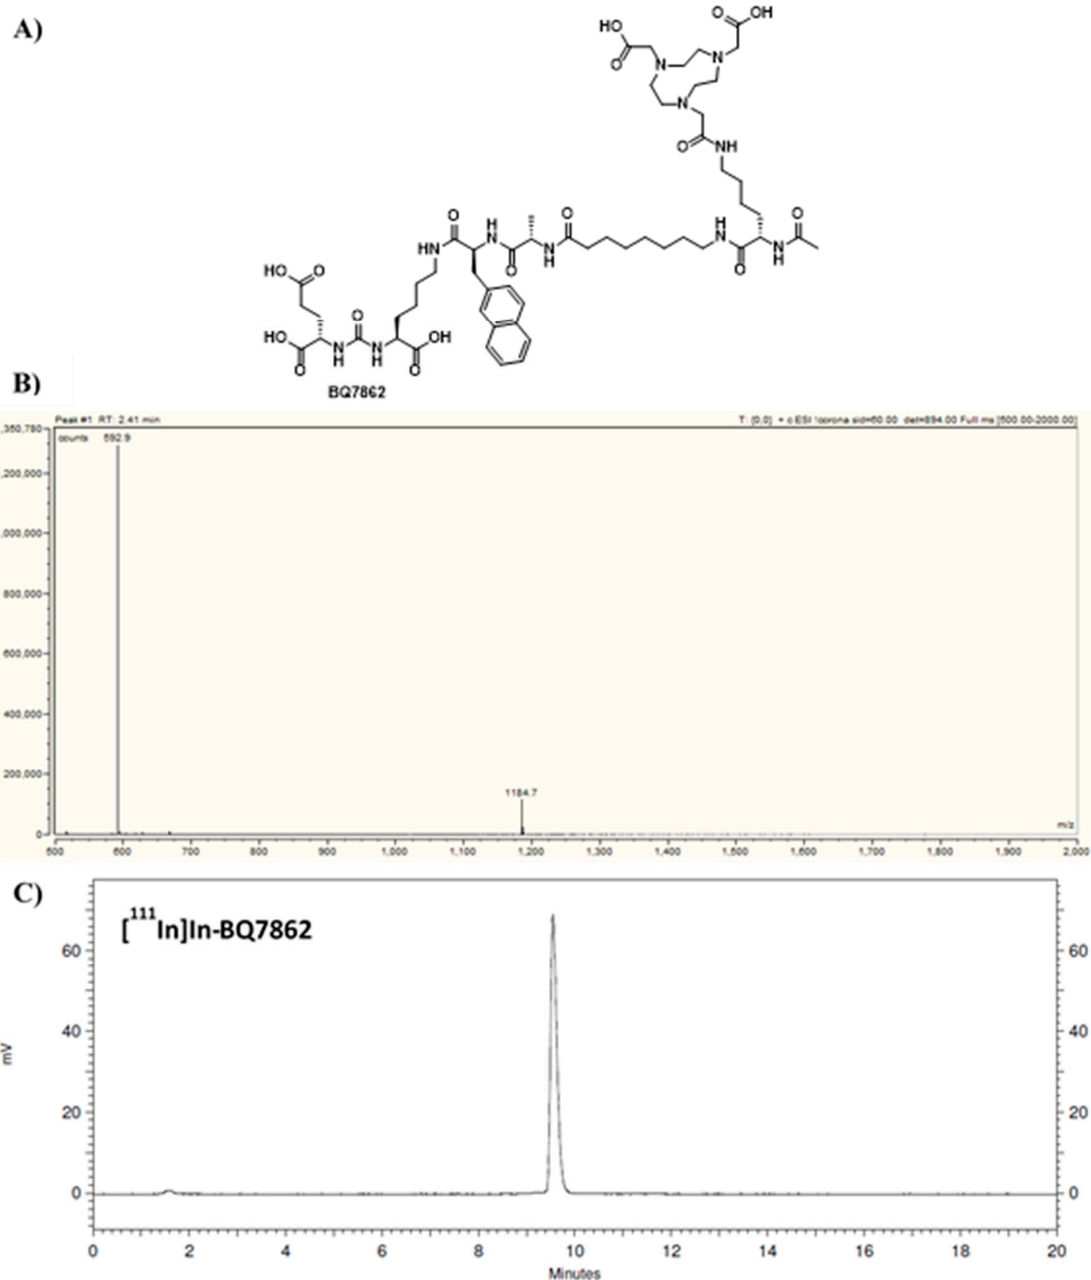 A)
HO
O
O
OH
N
N
N
O
NH
O
H
N
O
H
N
O
O
HN
O
N
H
O
N
H
O
HO
O
HO
O
O
N
H
N
H
OH
O
BQ7862
B)
Peak #1 RT: 2.41 min
T: {0,0} + c ESI !corona sid=60.00 det=894.00 Full ms [500.00-2000.00]
,350,780
counts
592.9
,200,000
,000,000
800,000
600,000
400,000
200,000
1184.7
0
m/z
500 600 700 800 900 1,000 1,100 1,200 1,300 1,400 1,500 1,600 1,700 1,800 1,900 2,000
C)
[111In]In-BQ7862
60
60
40
40
mV
20
20
0
0
0 2 4 6 8 10 12 14 16 18 20
Minutes